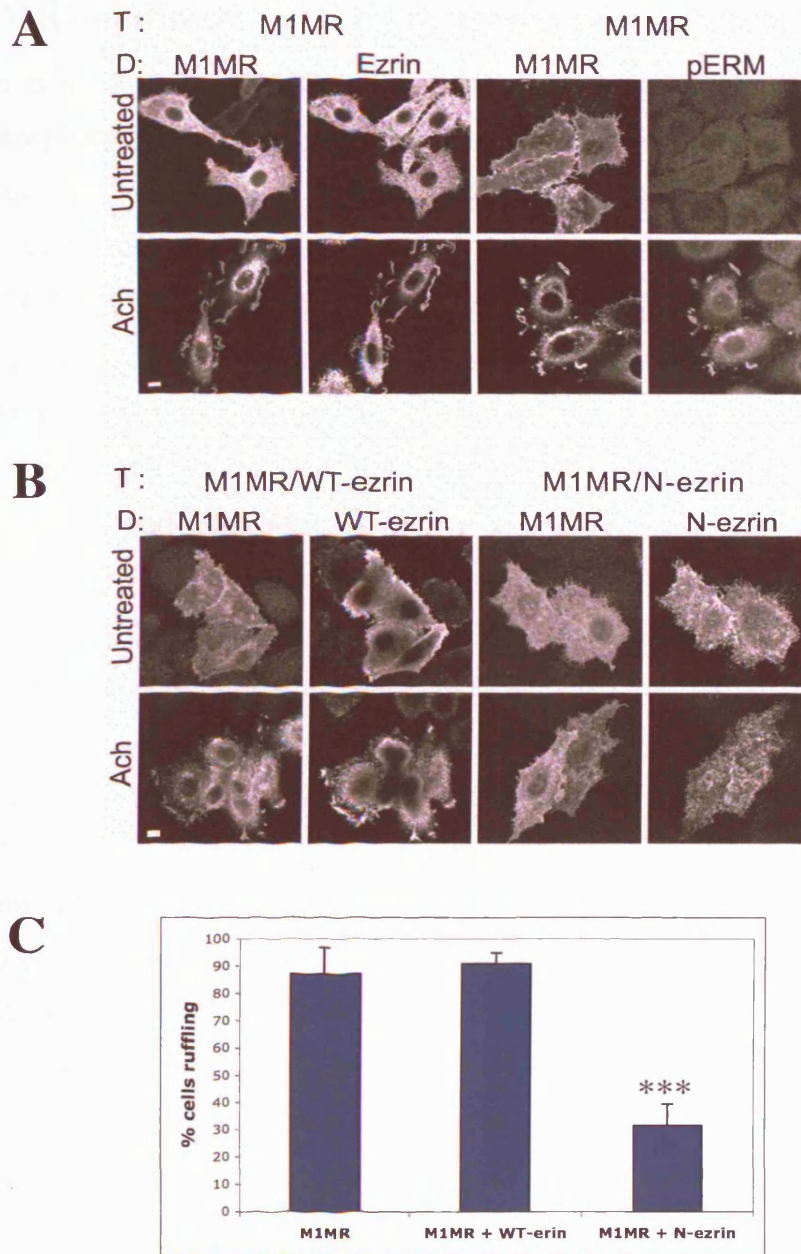 A
T: M1MR M1MR
D: M1MR Ezrin M1MR pERM
Untreated
Ach
B
T: M1MR/WT-ezrin M1MR/N-ezrin
D: M1MR WT-ezrin M1MR N-ezrin
Untreated
Ach
C
% cells ruffling
100
90
80
70
60
50
40
30
20
10
0
***
M1MR M1MR + WT-erin M1MR + N-ezrin